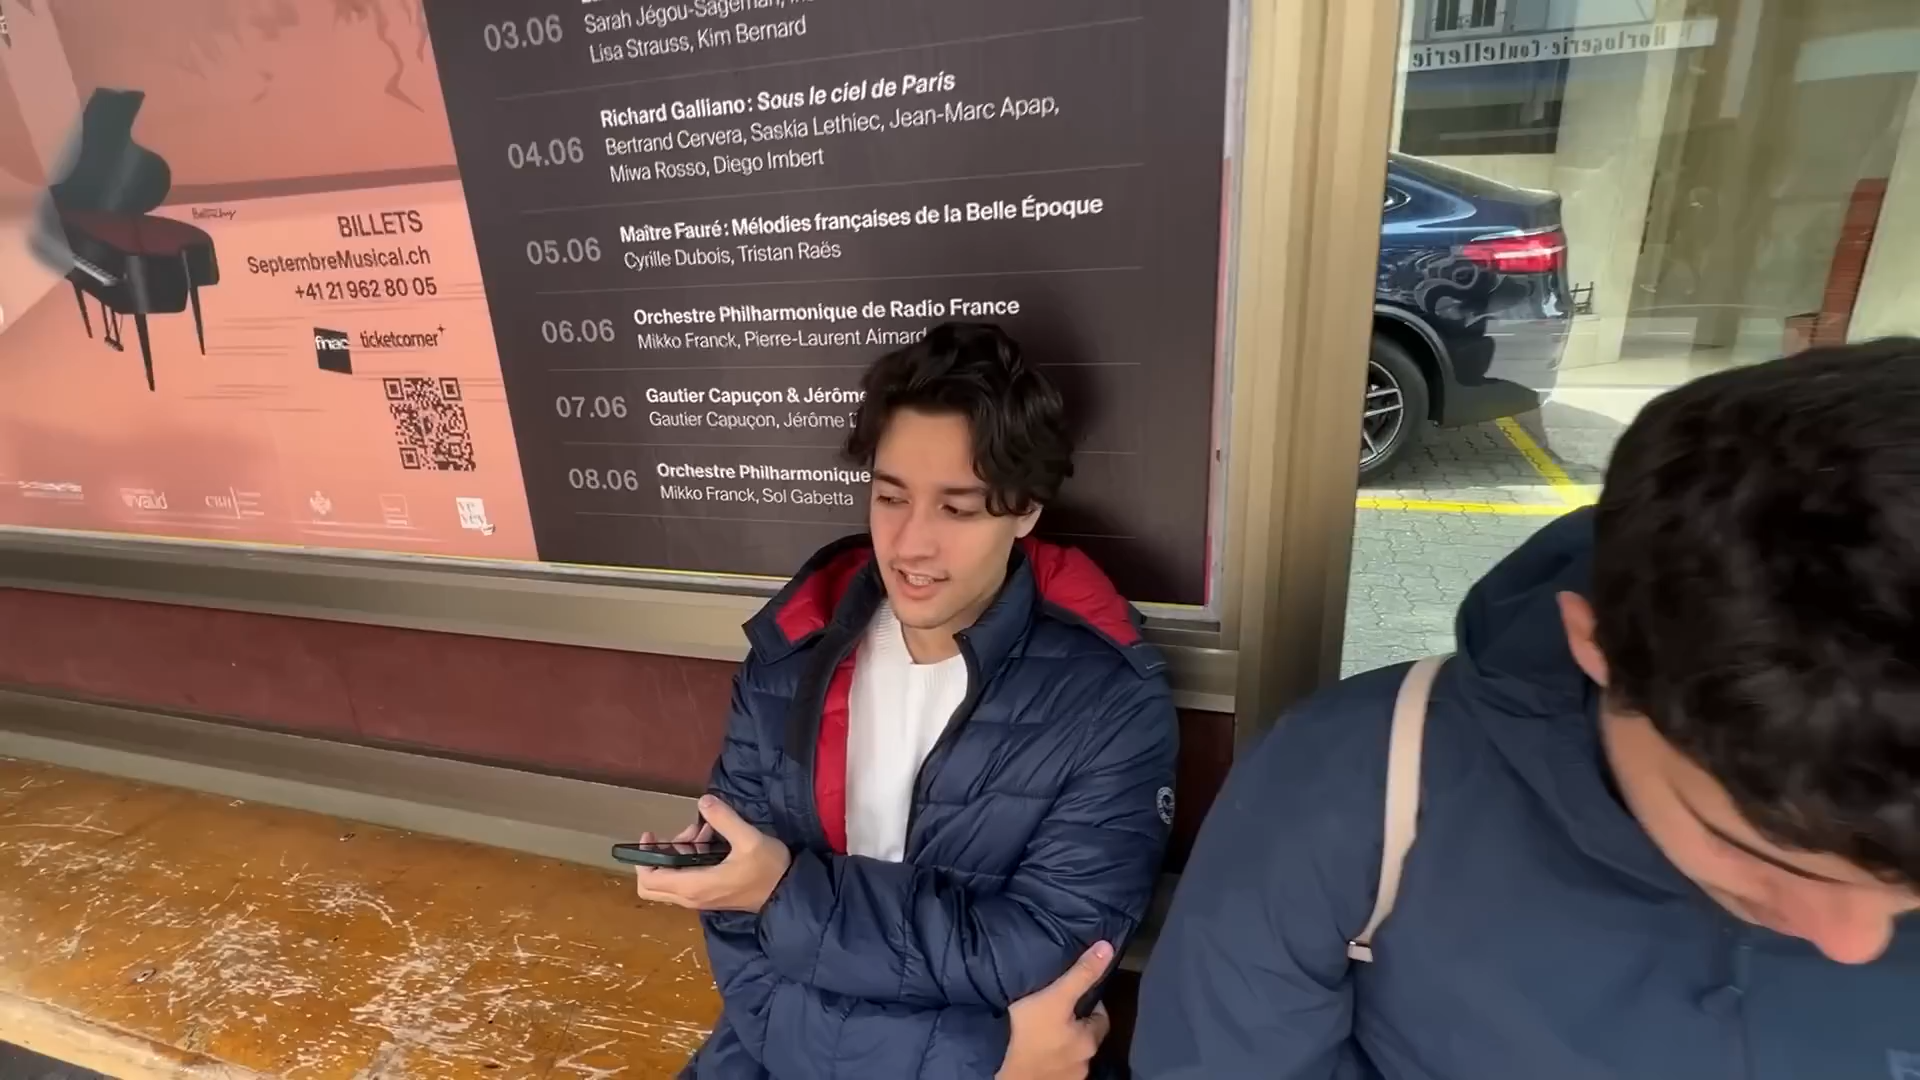 03.06
Sarah Jégou-Sageman,
Lisa Strauss, Kim Bernard
04.06
Richard Galliano: Sous le ciel de Paris
Bertrand Cervera, Saskia Lethiec, Jean-Marc Apap,
Miwa Rosso, Diego Imbert
05.06
Maître Fauré: Mélodies françaises de la Belle Époque
Cyrille Dubois, Tristan Raës
06.06
Orchestre Philharmonique de Radio France
Mikko Franck, Pierre-Laurent Aimard
07.06
Gautier Capuçon & Jérôme
Gautier Capuçon, Jérôme
08.06
Orchestre Philharmonique
Mikko Franck, Sol Gabetta
BILLETS
SeptembreMusical.ch
+41 21 962 80 05
fnac ticketcorner
vaud
Horlogerie·Coutellerie